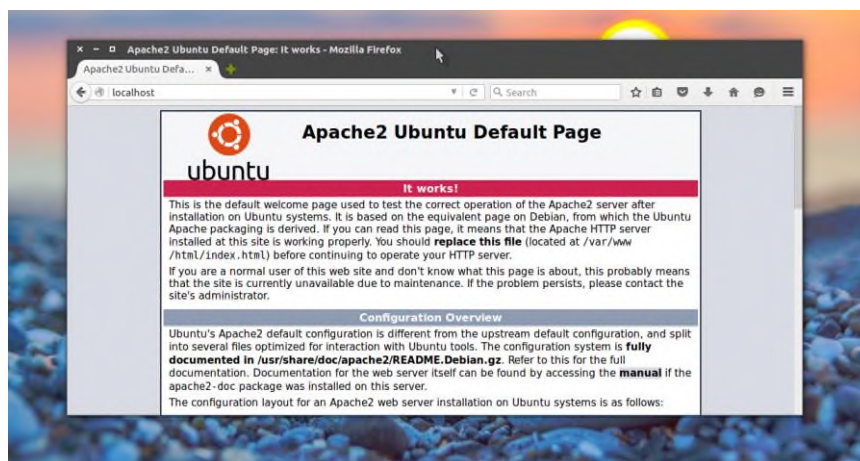 Apache2 Ubuntu Default Page: It works - Mozilla Firefox
Apache2 Ubuntu Defa...
localhost
Search
ubuntu
Apache2 Ubuntu Default Page
It works!
This is the default welcome page used to test the correct operation of the Apache2 server after
installation on Ubuntu systems. It is based on the equivalent page on Debian, from which the Ubuntu
Apache packaging is derived. If you can read this page, it means that the Apache HTTP server
installed at this site is working properly. You should replace this file (located at /var/www
/html/index.html) before continuing to operate your HTTP server.
If you are a normal user of this web site and don't know what this page is about, this probably means
that the site is currently unavailable due to maintenance. If the problem persists, please contact the
site's administrator.
Configuration Overview
Ubuntu's Apache2 default configuration is different from the upstream default configuration, and split
into several files optimized for interaction with Ubuntu tools. The configuration system is fully
documented in /usr/share/doc/apache2/README.Debian.gz. Refer to this for the full
documentation. Documentation for the web server itself can be found by accessing the manual if the
apache2-doc package was installed on this server.
The configuration layout for an Apache2 web server installation on Ubuntu systems is as follows: